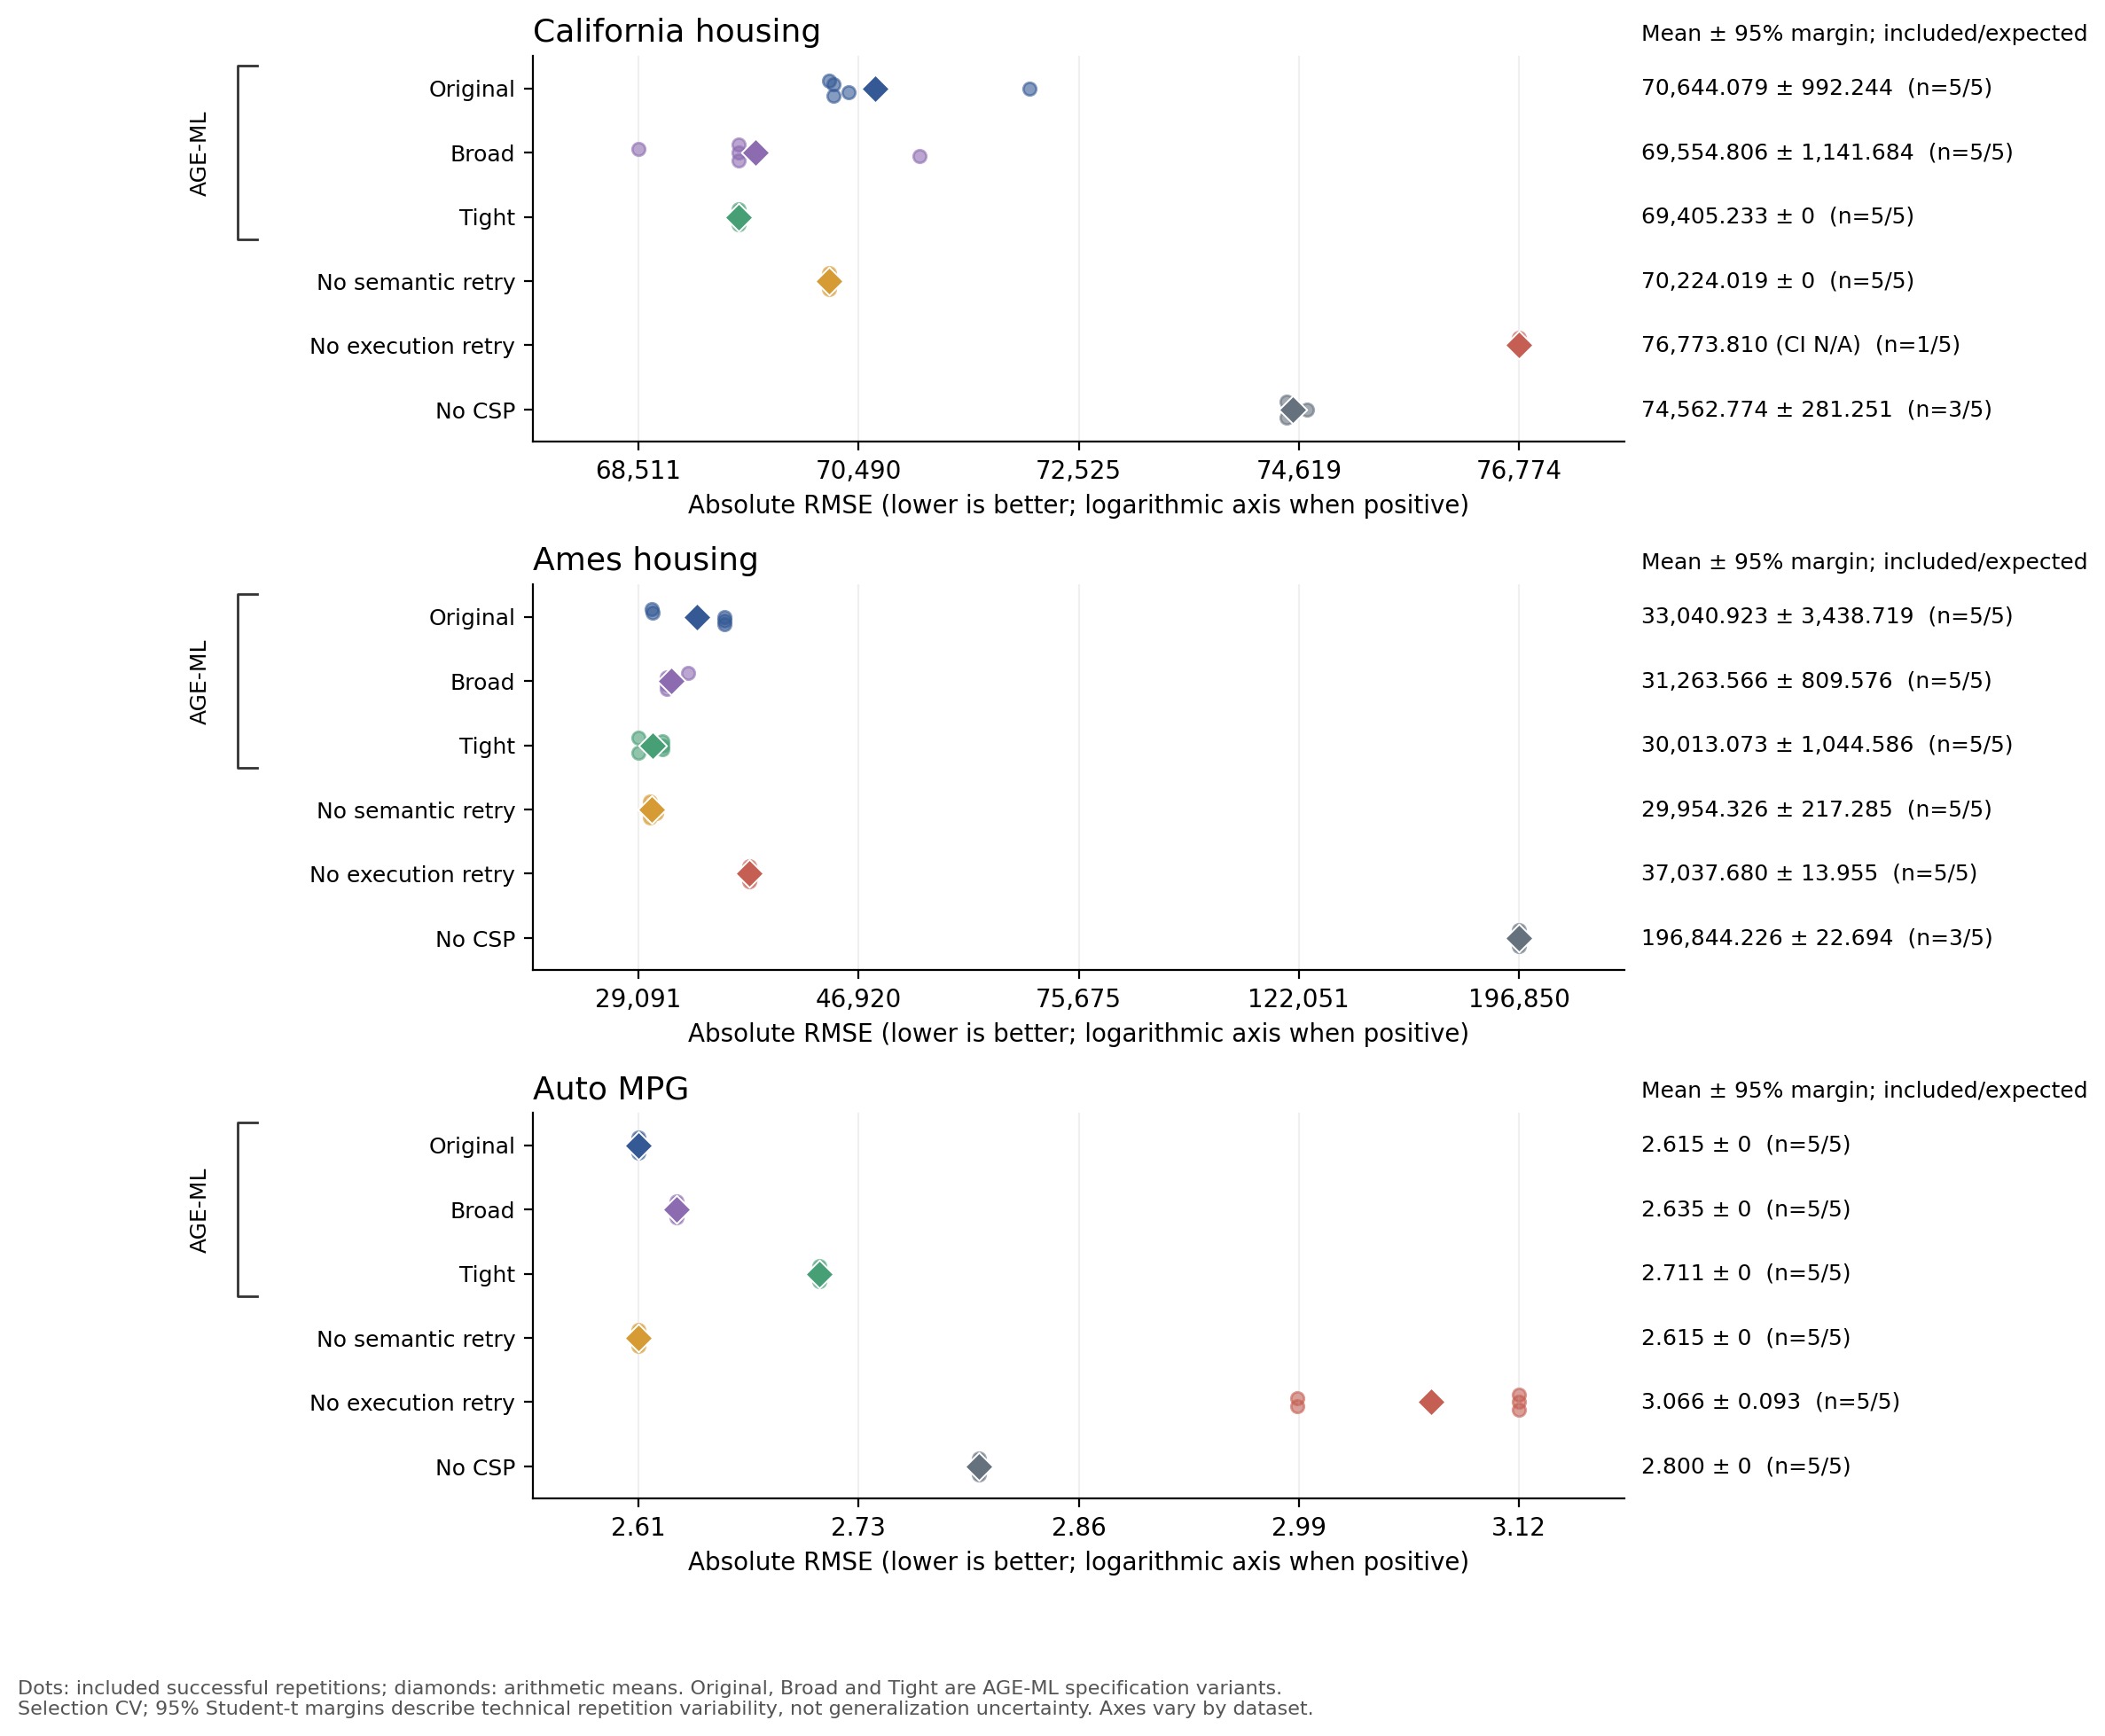 California housing
Mean ± 95% margin; included/expected
AGE-ML
Original
70,644.079 ± 992.244 (n=5/5)
Broad
69,554.806 ± 1,141.684 (n=5/5)
Tight
69,405.233 ± 0 (n=5/5)
No semantic retry
70,224.019 ± 0 (n=5/5)
No execution retry
76,773.810 (CI N/A) (n=1/5)
No CSP
74,562.774 ± 281.251 (n=3/5)
68,511 70,490 72,525 74,619 76,774
Absolute RMSE (lower is better; logarithmic axis when positive)
Ames housing
Mean ± 95% margin; included/expected
AGE-ML
Original
33,040.923 ± 3,438.719 (n=5/5)
Broad
31,263.566 ± 809.576 (n=5/5)
Tight
30,013.073 ± 1,044.586 (n=5/5)
No semantic retry
29,954.326 ± 217.285 (n=5/5)
No execution retry
37,037.680 ± 13.955 (n=5/5)
No CSP
196,844.226 ± 22.694 (n=3/5)
29,091 46,920 75,675 122,051 196,850
Absolute RMSE (lower is better; logarithmic axis when positive)
Auto MPG
Mean ± 95% margin; included/expected
AGE-ML
Original
2.615 ± 0 (n=5/5)
Broad
2.635 ± 0 (n=5/5)
Tight
2.711 ± 0 (n=5/5)
No semantic retry
2.615 ± 0 (n=5/5)
No execution retry
3.066 ± 0.093 (n=5/5)
No CSP
2.800 ± 0 (n=5/5)
2.61 2.73 2.86 2.99 3.12
Absolute RMSE (lower is better; logarithmic axis when positive)
Dots: included successful repetitions; diamonds: arithmetic means. Original, Broad and Tight are AGE-ML specification variants.
Selection CV; 95% Student-t margins describe technical repetition variability, not generalization uncertainty. Axes vary by dataset.